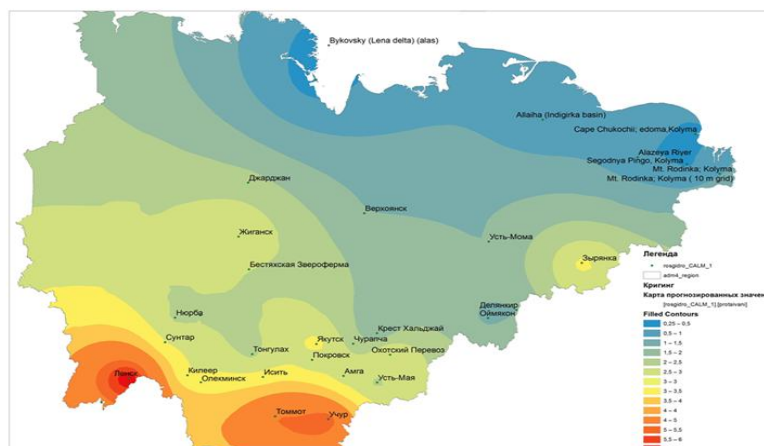 Bykovsky (Lena delta) (alas)
Allaiha (Indigirka basin)
Cape Chukochii; edoma,Kolyma
Alazeya River
Segodnya Pingo, Kolyma
Mt. Rodinka; Kolyma
Mt. Rodinka; Kolyma ( 10 m grid)
Джарджан
Верхоянск
Жиганск
Усть-Мома
Зырянка
Бестяхская Звероферма
Нюрба
Делянкир
Оймякон
Крест Хальджай
Сунтар
Якутск
Чурапча
Тонгулах
Покровск
Охотский Перевоз
Ленск
Килеер
Олекминск
Исить
Амга
Усть-Мая
Томмот
Учур
Легенда
rosgidro_CALM_1
adm4_region
Кригинг
Карта прогнозированных значен
[rosgidro_CALM_1].[protaivani]
Filled Contours
0,25 – 0,5
0,5 – 1
1 – 1,5
1,5 – 2
2 – 2,5
2,5 – 3
3 – 3
3 – 3,5
3,5 – 4
4 – 4
4 – 5
5 – 5,5
5,5 – 6